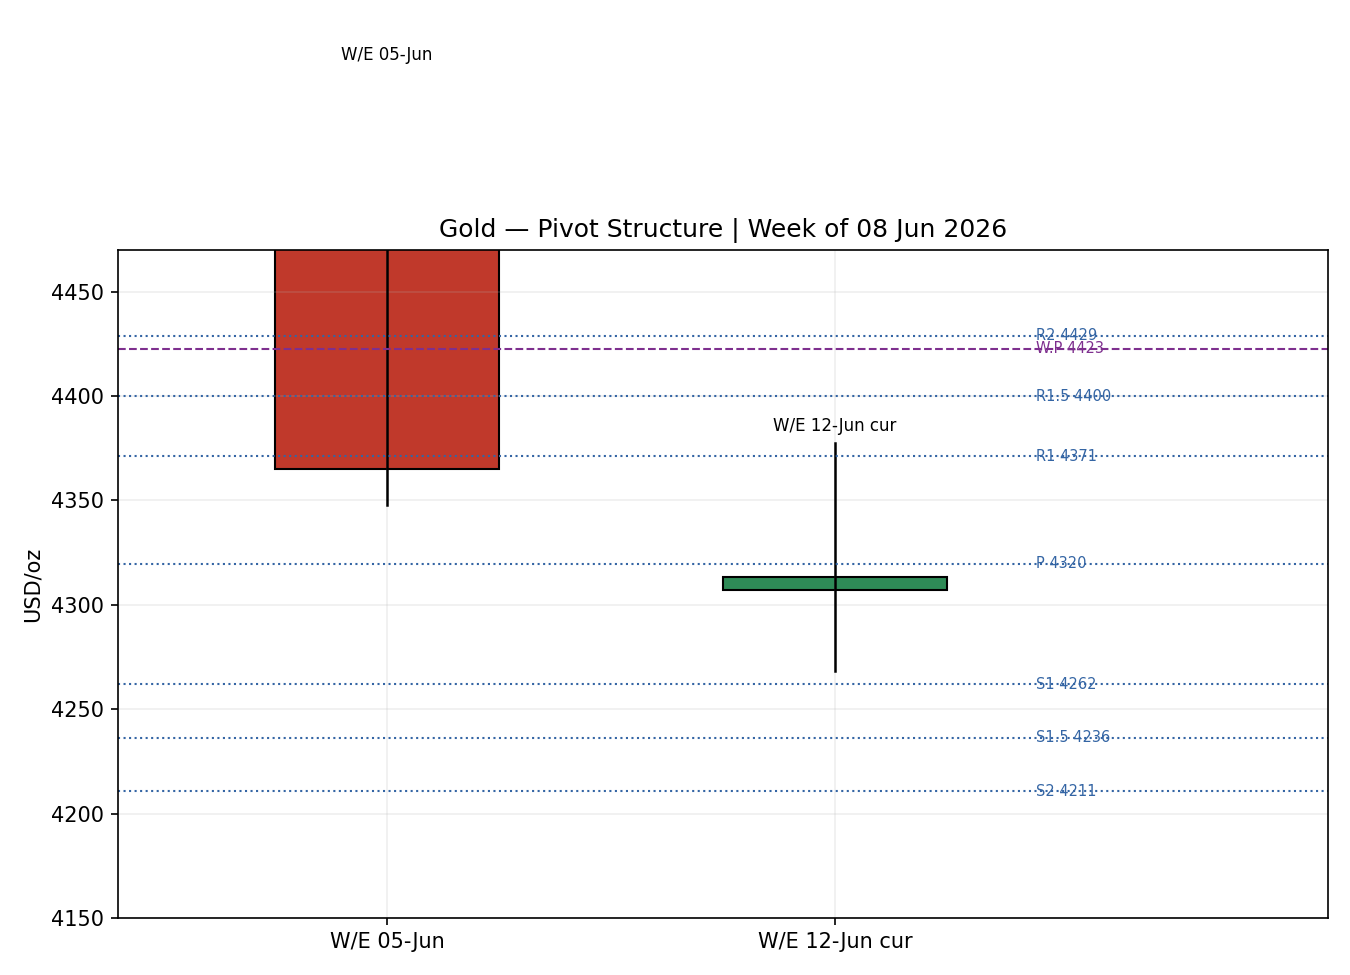 W/E 05-Jun
Gold — Pivot Structure | Week of 08 Jun 2026
4450
R2 4429
W.P 4423
4400
R1.5 4400
W/E 12-Jun cur
R1 4371
4350
P 4320
USD/oz
4300
S1 4262
4250
S1.5 4236
S2 4211
4200
4150
W/E 05-Jun
W/E 12-Jun cur